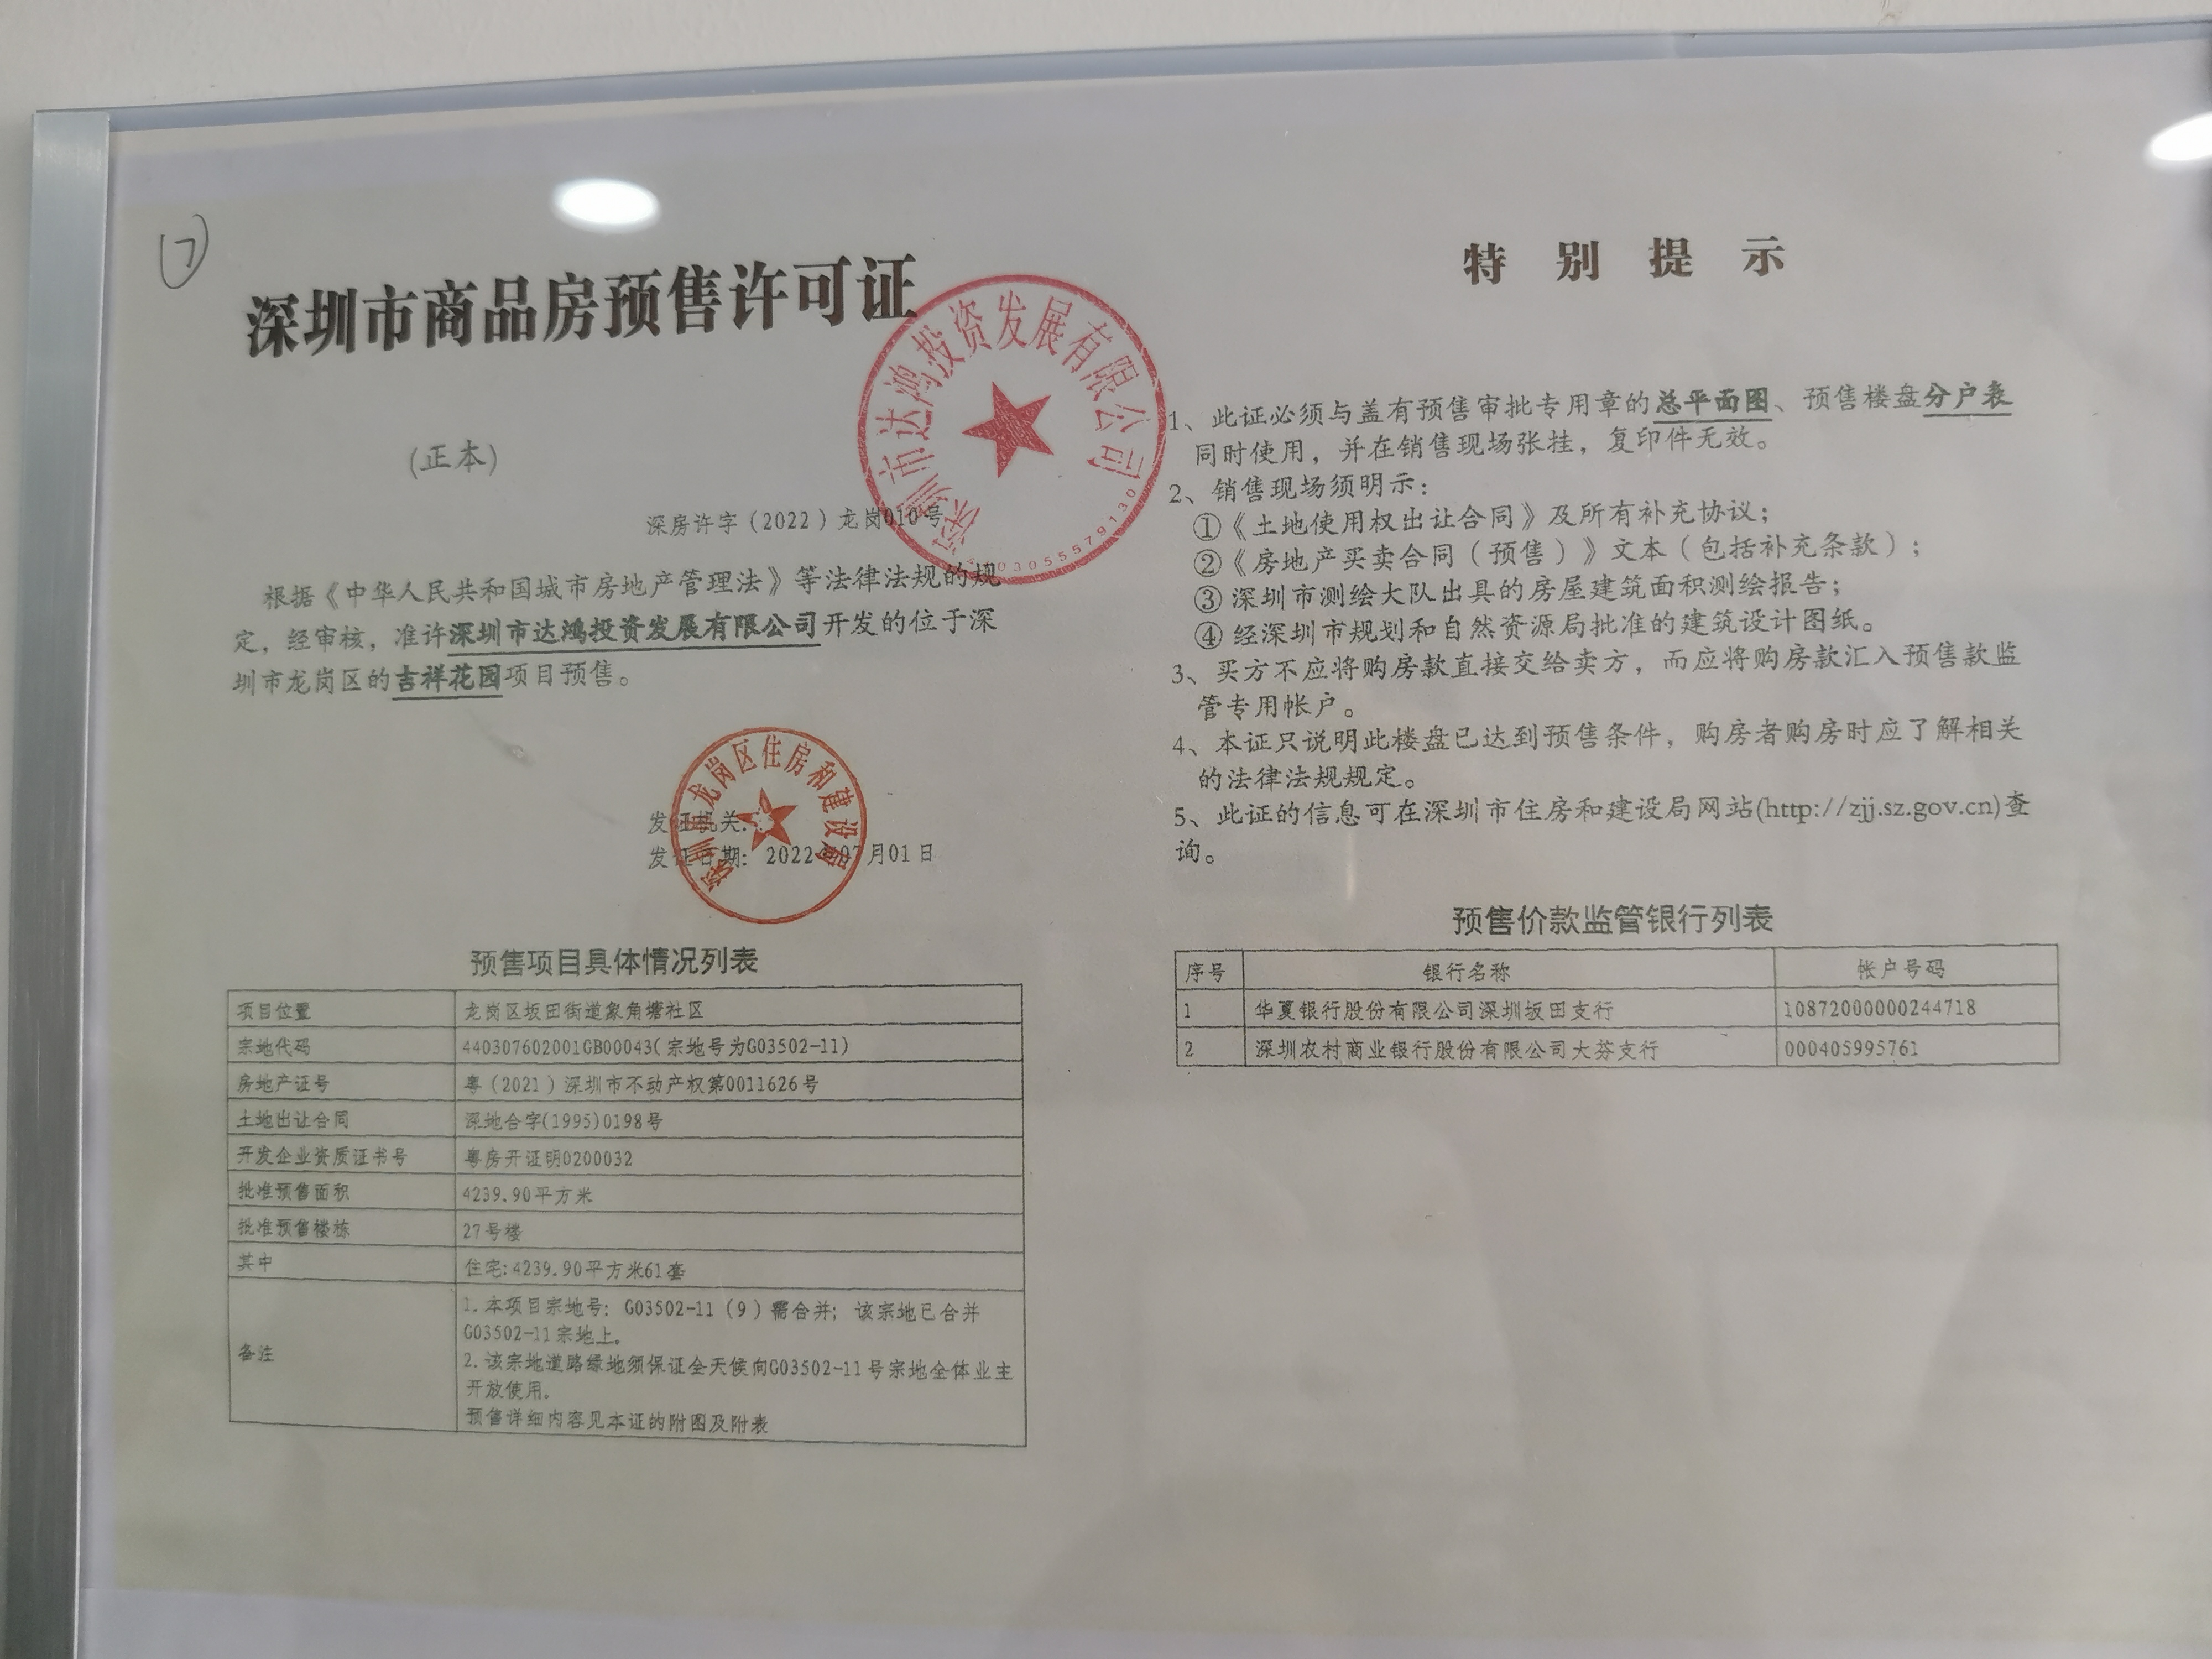 7
深圳市商品房预售许可证
(正本)
深房许字(2022)龙岗010号
根据《中华人民共和国城市房地产管理法》等法律法规的规
定，经审核，准许深圳市达鸿投资发展有限公司开发的位于深
圳市龙岗区的吉祥花园项目预售。
深圳市达鸿投资发展有限公司
深圳市龙岗区住房和建设局
发证机关:
发证日期: 2022年07月01日
预售项目具体情况列表
项目位置 龙岗区坂田街道象角塘社区
宗地代码 440307602001GB00043(宗地号为G03502-11)
房地产证号 粤(2021)深圳市不动产权第0011626号
土地出让合同 深地合字(1995)0198号
开发企业资质证书号 粤房开证明0200032
批准预售面积 4239.90平方米
批准预售楼栋 27号楼
其中 住宅:4239.90平方米61套
备注 1.本项目宗地号: G03502-11(9)需合并; 该宗地已合并
G03502-11宗地上。
2.该宗地道路绿地须保证全天候向G03502-11号宗地全体业主
开放使用。
预售详细内容见本证的附图及附表
特别提示
1、此证必须与盖有预售审批专用章的总平面图、预售楼盘分户表
同时使用，并在销售现场张挂，复印件无效。
2、销售现场须明示:
①《土地使用权出让合同》及所有补充协议;
②《房地产买卖合同(预售)》文本(包括补充条款);
③深圳市测绘大队出具的房屋建筑面积测绘报告;
④经深圳市规划和自然资源局批准的建筑设计图纸。
3、买方不应将购房款直接交给卖方，而应将购房款汇入预售款监
管专用帐户。
4、本证只说明此楼盘已达到预售条件，购房者购房时应了解相关
的法律法规规定。
5、此证的信息可在深圳市住房和建设局网站(http://zjj.sz.gov.cn)查
询。
预售价款监管银行列表
序号 银行名称 帐户号码
1 华夏银行股份有限公司深圳坂田支行 10872000000244718
2 深圳农村商业银行股份有限公司大芬支行 000405995761